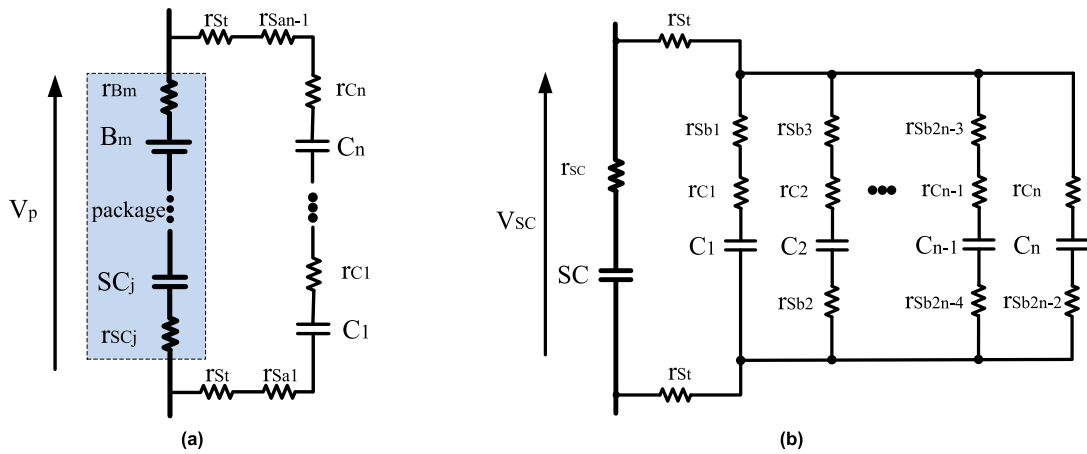 rSt rSan-1
rBm
rCn
Bm
Cn
Vp
package
SCj
rC1
rSCj
C1
rSt rSa1
(a)
rSt
rSb1 rSb3 rSb2n-3
rSC
rC1 rC2 rCn-1 rCn
VSC
C1 C2 Cn-1 Cn
SC
rSb2 rSb2n-4 rSb2n-2
rSt
(b)